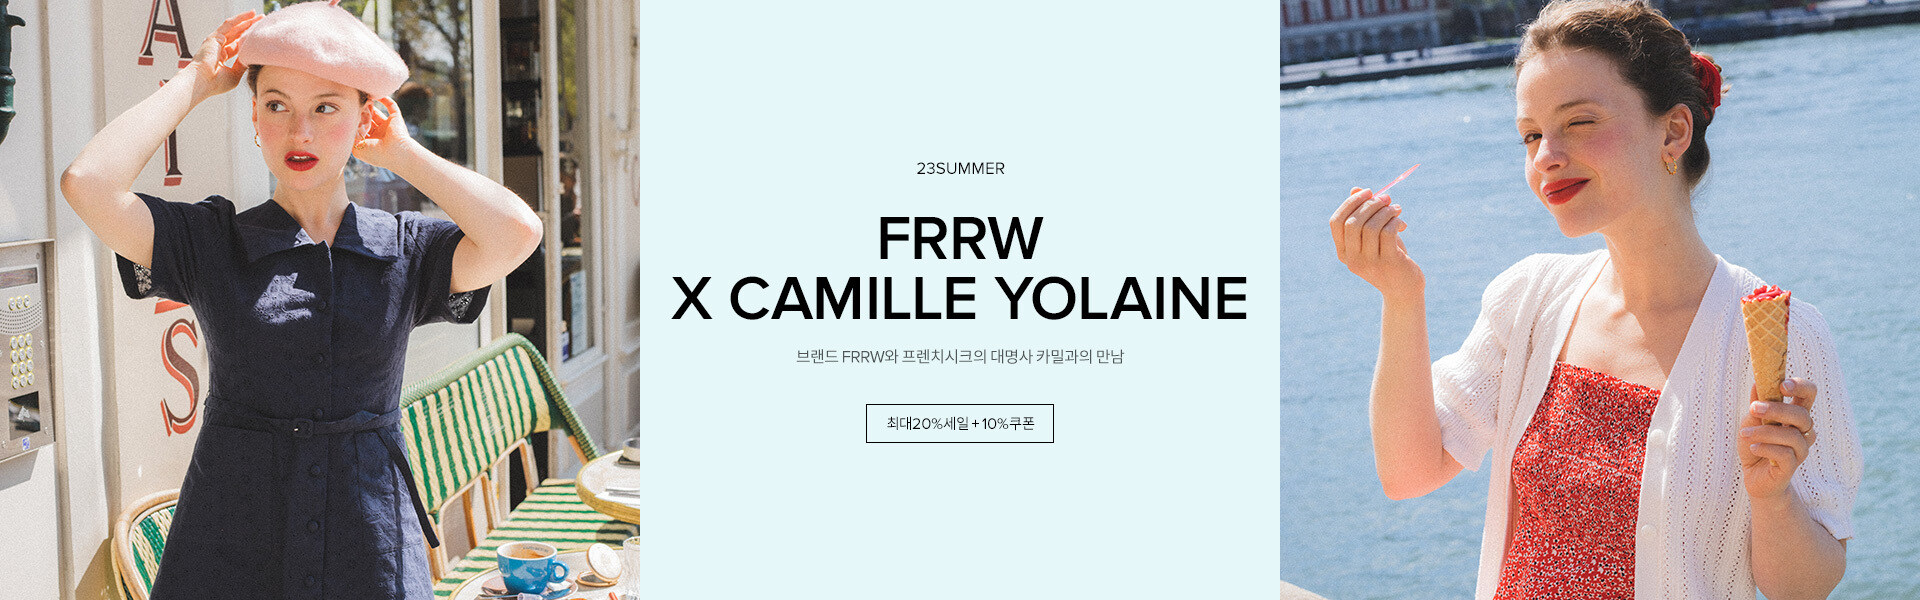 A
I
S
23SUMMER
FRRW
X CAMILLE YOLAINE
브랜드 FRRW와 프렌치시크의 대명사 카밀과의 만남
최대20%세일 + 10%쿠폰